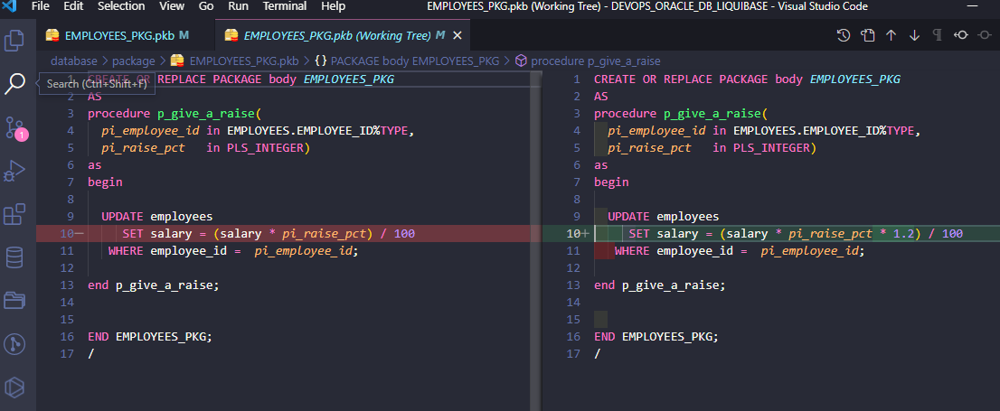 File Edit Selection View Go Run Terminal Help EMPLOYEES_PKG.pkb (Working Tree) - DEVOPS_ORACLE_DB_LIQUIBASE - Visual Studio Code
EMPLOYEES_PKG.pkb M EMPLOYEES_PKG.pkb (Working Tree) M
database > package > EMPLOYEES_PKG.pkb > {} PACKAGE body EMPLOYEES_PKG > procedure p_give_a_raise
Search (Ctrl+Shift+F)
1
1 CREATE OR REPLACE PACKAGE body EMPLOYEES_PKG
2 AS
3 procedure p_give_a_raise(
4 pi_employee_id in EMPLOYEES.EMPLOYEE_ID%TYPE,
5 pi_raise_pct in PLS_INTEGER)
6 as
7 begin
8
9 UPDATE employees
10— SET salary = (salary * pi_raise_pct) / 100
11 WHERE employee_id = pi_employee_id;
12
13 end p_give_a_raise;
14
15
16 END EMPLOYEES_PKG;
17 /
1 CREATE OR REPLACE PACKAGE body EMPLOYEES_PKG
2 AS
3 procedure p_give_a_raise(
4 pi_employee_id in EMPLOYEES.EMPLOYEE_ID%TYPE,
5 pi_raise_pct in PLS_INTEGER)
6 as
7 begin
8
9 UPDATE employees
10+ SET salary = (salary * pi_raise_pct * 1.2) / 100
11 WHERE employee_id = pi_employee_id;
12
13 end p_give_a_raise;
14
15
16 END EMPLOYEES_PKG;
17 /